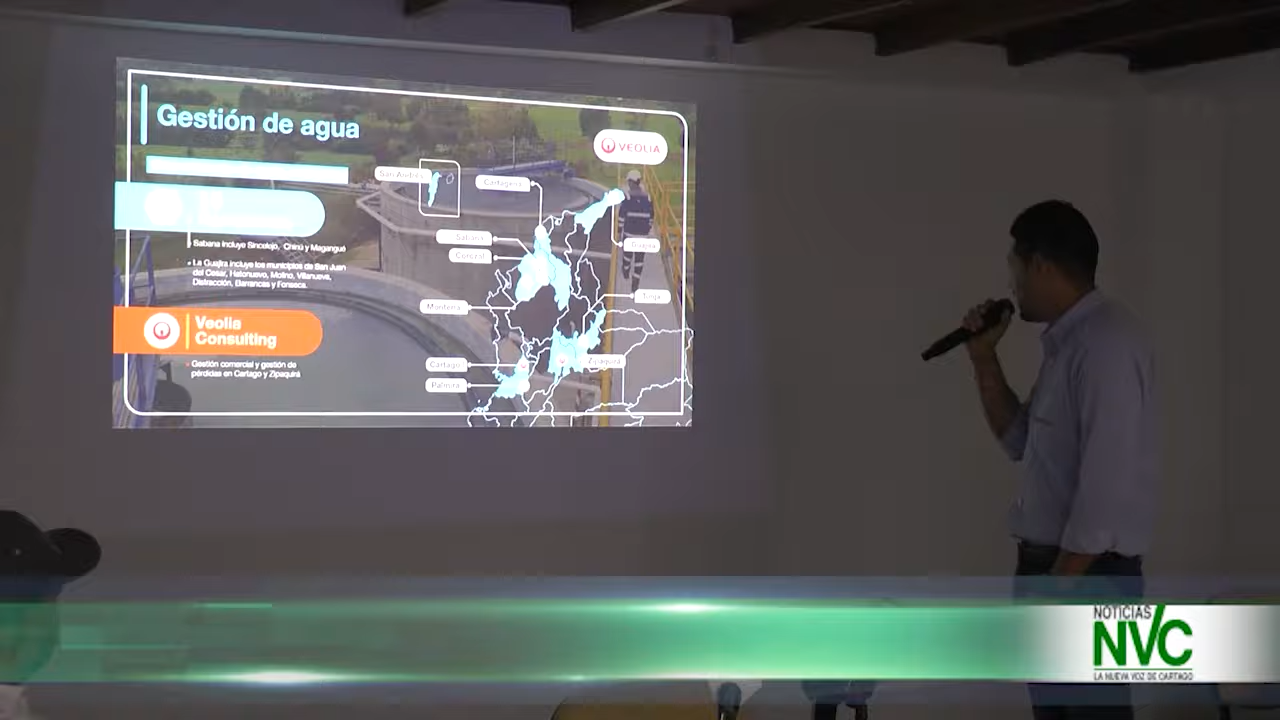 Gestión de agua
VEOLIA
San Andrés
Cartagena
Sabana
Corozal
Guajira
Sabana incluye Sincelejo, Chinú y Magangué
La Guajira incluye los municipios de San Juan
del Cesar, Hatonuevo, Molino, Villanueva,
Distracción, Barrancas y Fonseca.
Tunja
Montería
Veolia
Consulting
Gestión comercial y gestión de
pérdidas en Cartago y Zipaquirá
Cartago
Zipaquirá
Palmira
NOTICIAS
NVC
LA NUEVA VOZ DE CARTAGO